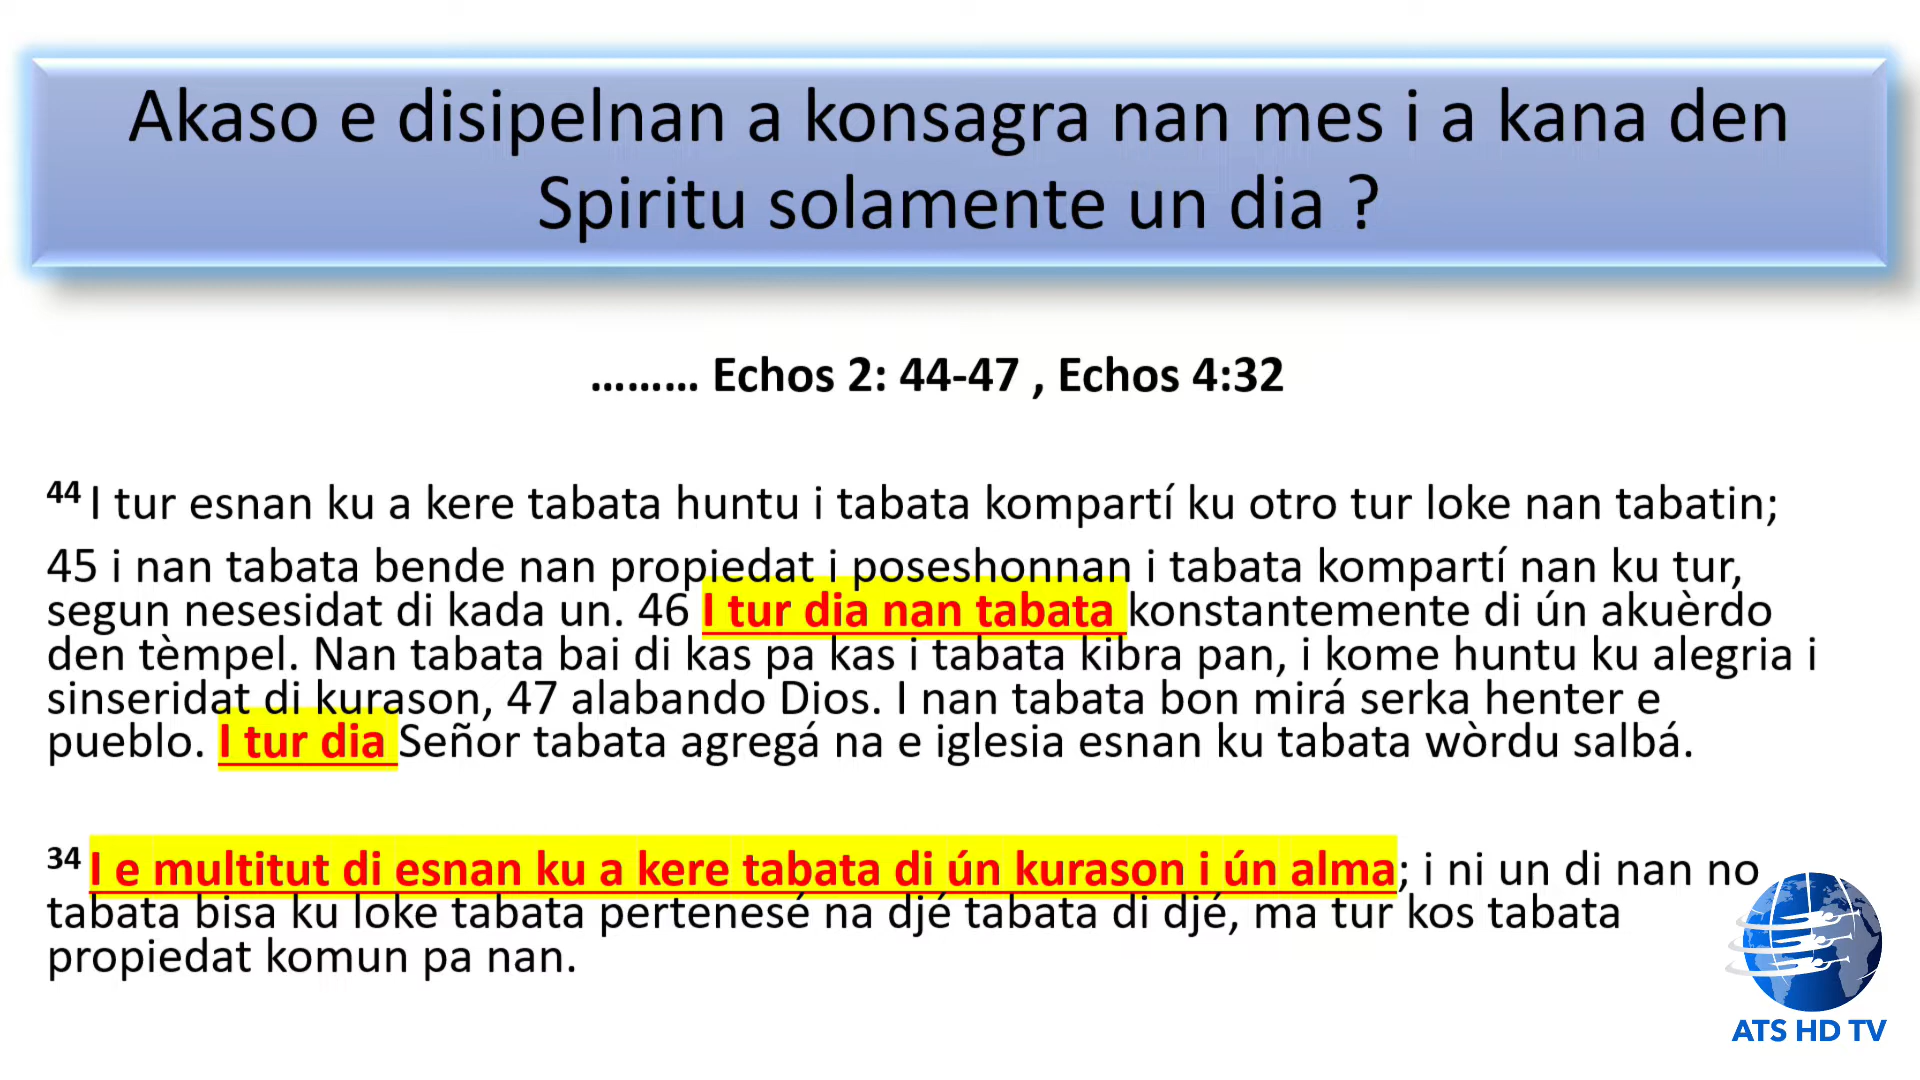 Akaso e disipelnan a konsagra nan mes i a kana den
Spiritu solamente un dia ?
……… Echos 2: 44-47 , Echos 4:32
44 I tur esnan ku a kere tabata huntu i tabata kompartí ku otro tur loke nan tabatin;
45 i nan tabata bende nan propiedat i poseshonnan i tabata kompartí nan ku tur,
segun nesesidat di kada un. 46 I tur dia nan tabata konstantemente di ún akuèrdo
den tèmpel. Nan tabata bai di kas pa kas i tabata kibra pan, i kome huntu ku alegria i
sinseridat di kurason, 47 alabando Dios. I nan tabata bon mirá serka henter e
pueblo. I tur dia Señor tabata agregá na e iglesia esnan ku tabata wòrdu salbá.
34 I e multitut di esnan ku a kere tabata di ún kurason i ún alma; i ni un di nan no
tabata bisa ku loke tabata pertenesé na djé tabata di djé, ma tur kos tabata
propiedat komun pa nan.
ATS HD TV